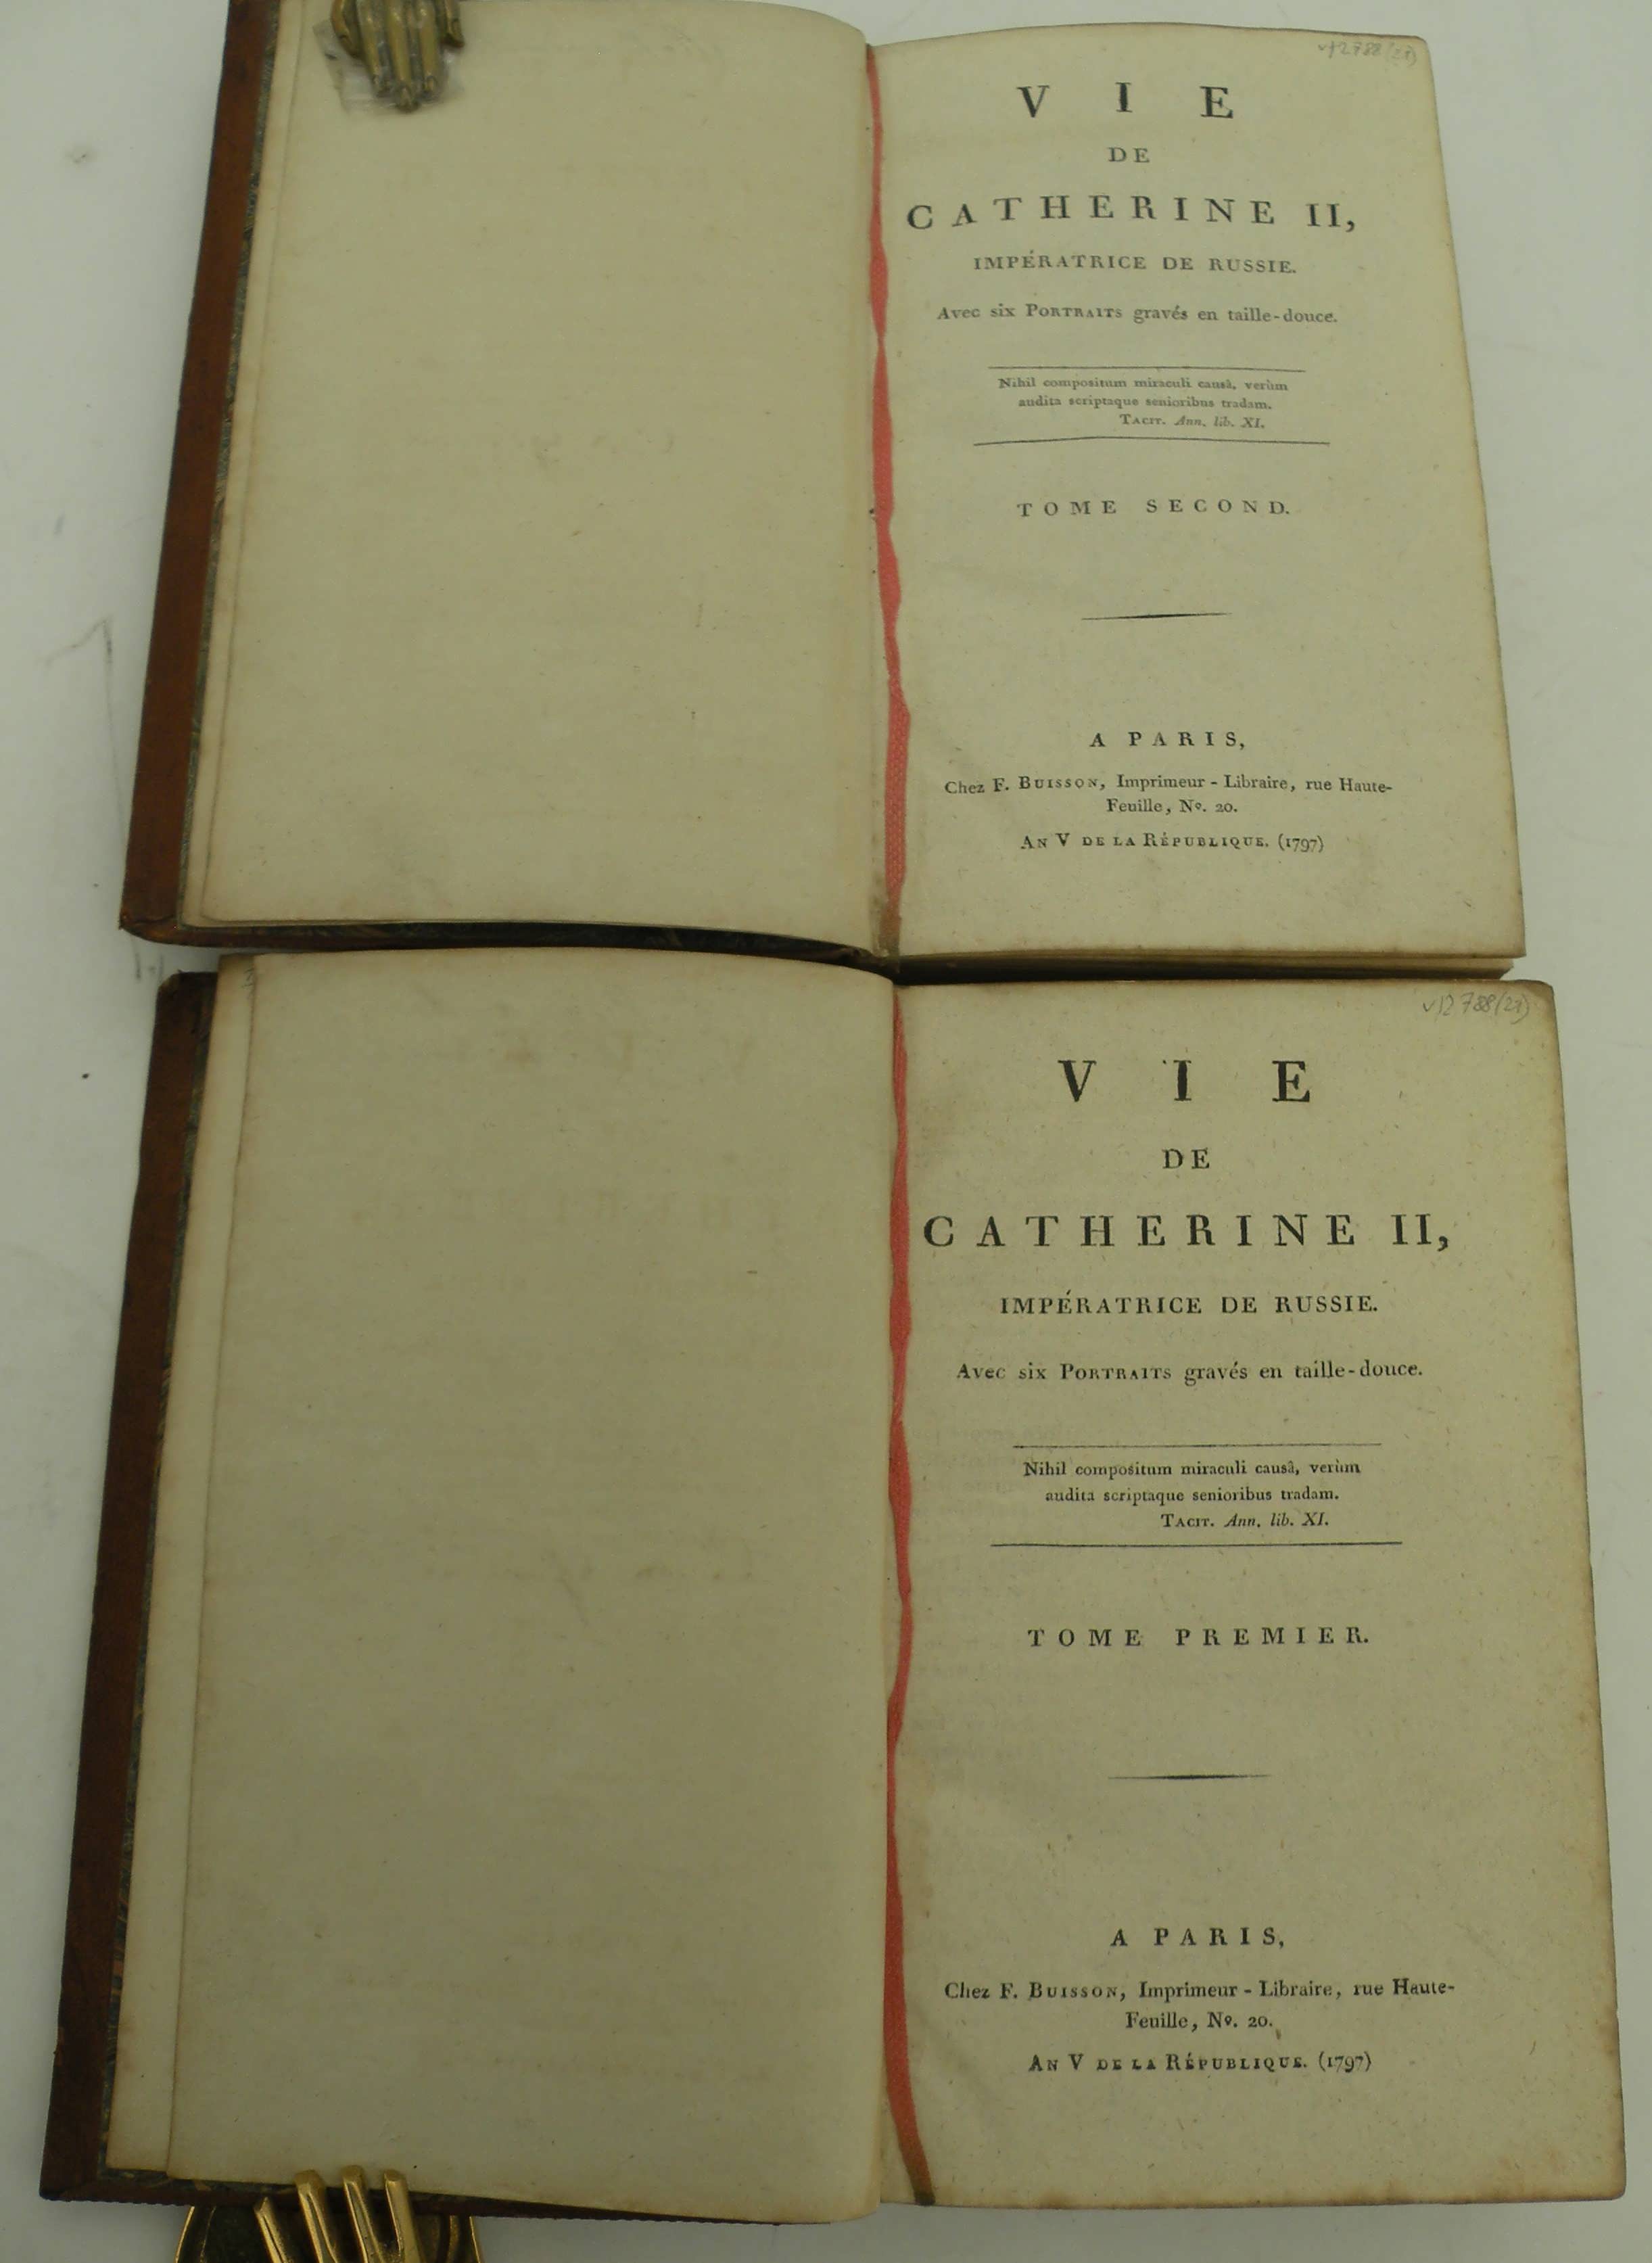 V I E
DE
CATHERINE II,
IMPÉRATRICE DE RUSSIE.
Avec six PORTRAITS gravés en taille-douce.
Nihil compositum miraculi causâ, verùm
audita scriptaque senioribus tradam.
TACIT. Ann. lib. XI.
TOME SECOND.
A PARIS,
Chez F. BUISSON, Imprimeur - Libraire, rue Haute-
Feuille, Nº. 20.
AN V DE LA RÉPUBLIQUE. (1797)
V I E
DE
CATHERINE II,
IMPÉRATRICE DE RUSSIE.
Avec six PORTRAITS gravés en taille-douce.
Nihil compositum miraculi causâ, verùm
audita scriptaque senioribus tradam.
TACIT. Ann. lib. XI.
TOME PREMIER.
A PARIS,
Chez F. BUISSON, Imprimeur - Libraire, rue Haute-
Feuille, Nº. 20.
AN V DE LA RÉPUBLIQUE. (1797)